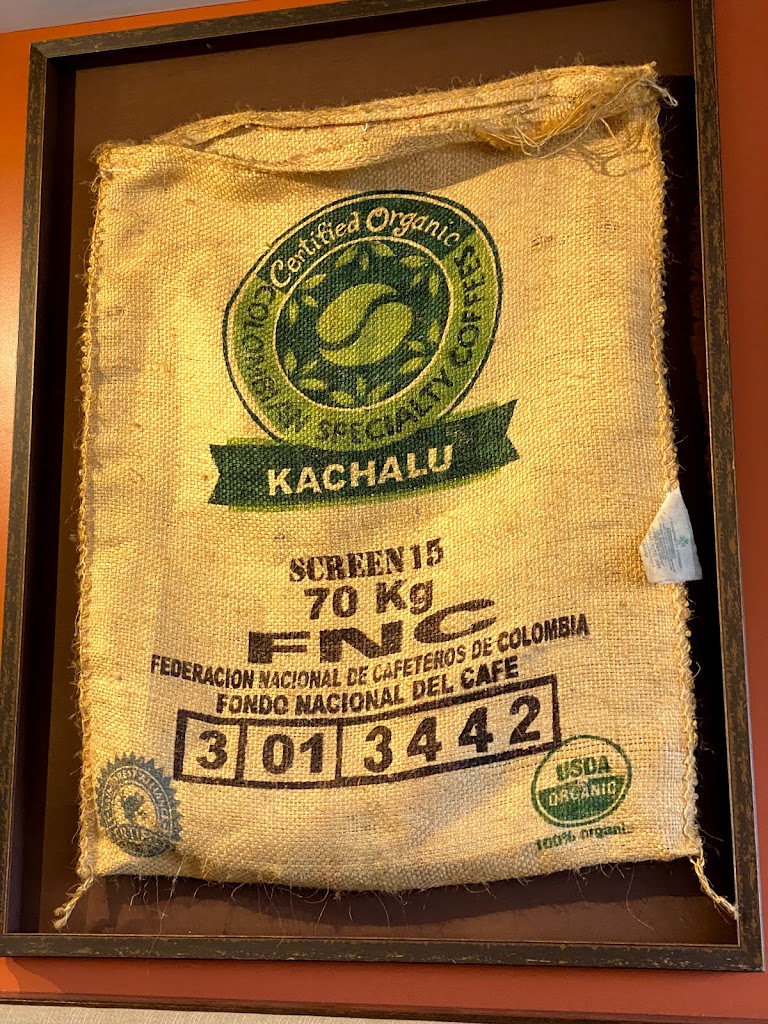 Certified Organic
COLOMBIAN SPECIALTY COFFEES
KACHALU
SCREEN 15
70 Kg
FNC
FEDERACION NACIONAL DE CAFETEROS DE COLOMBIA
FONDO NACIONAL DEL CAFE
3 01 3442
USDA
ORGANIC
100% organi